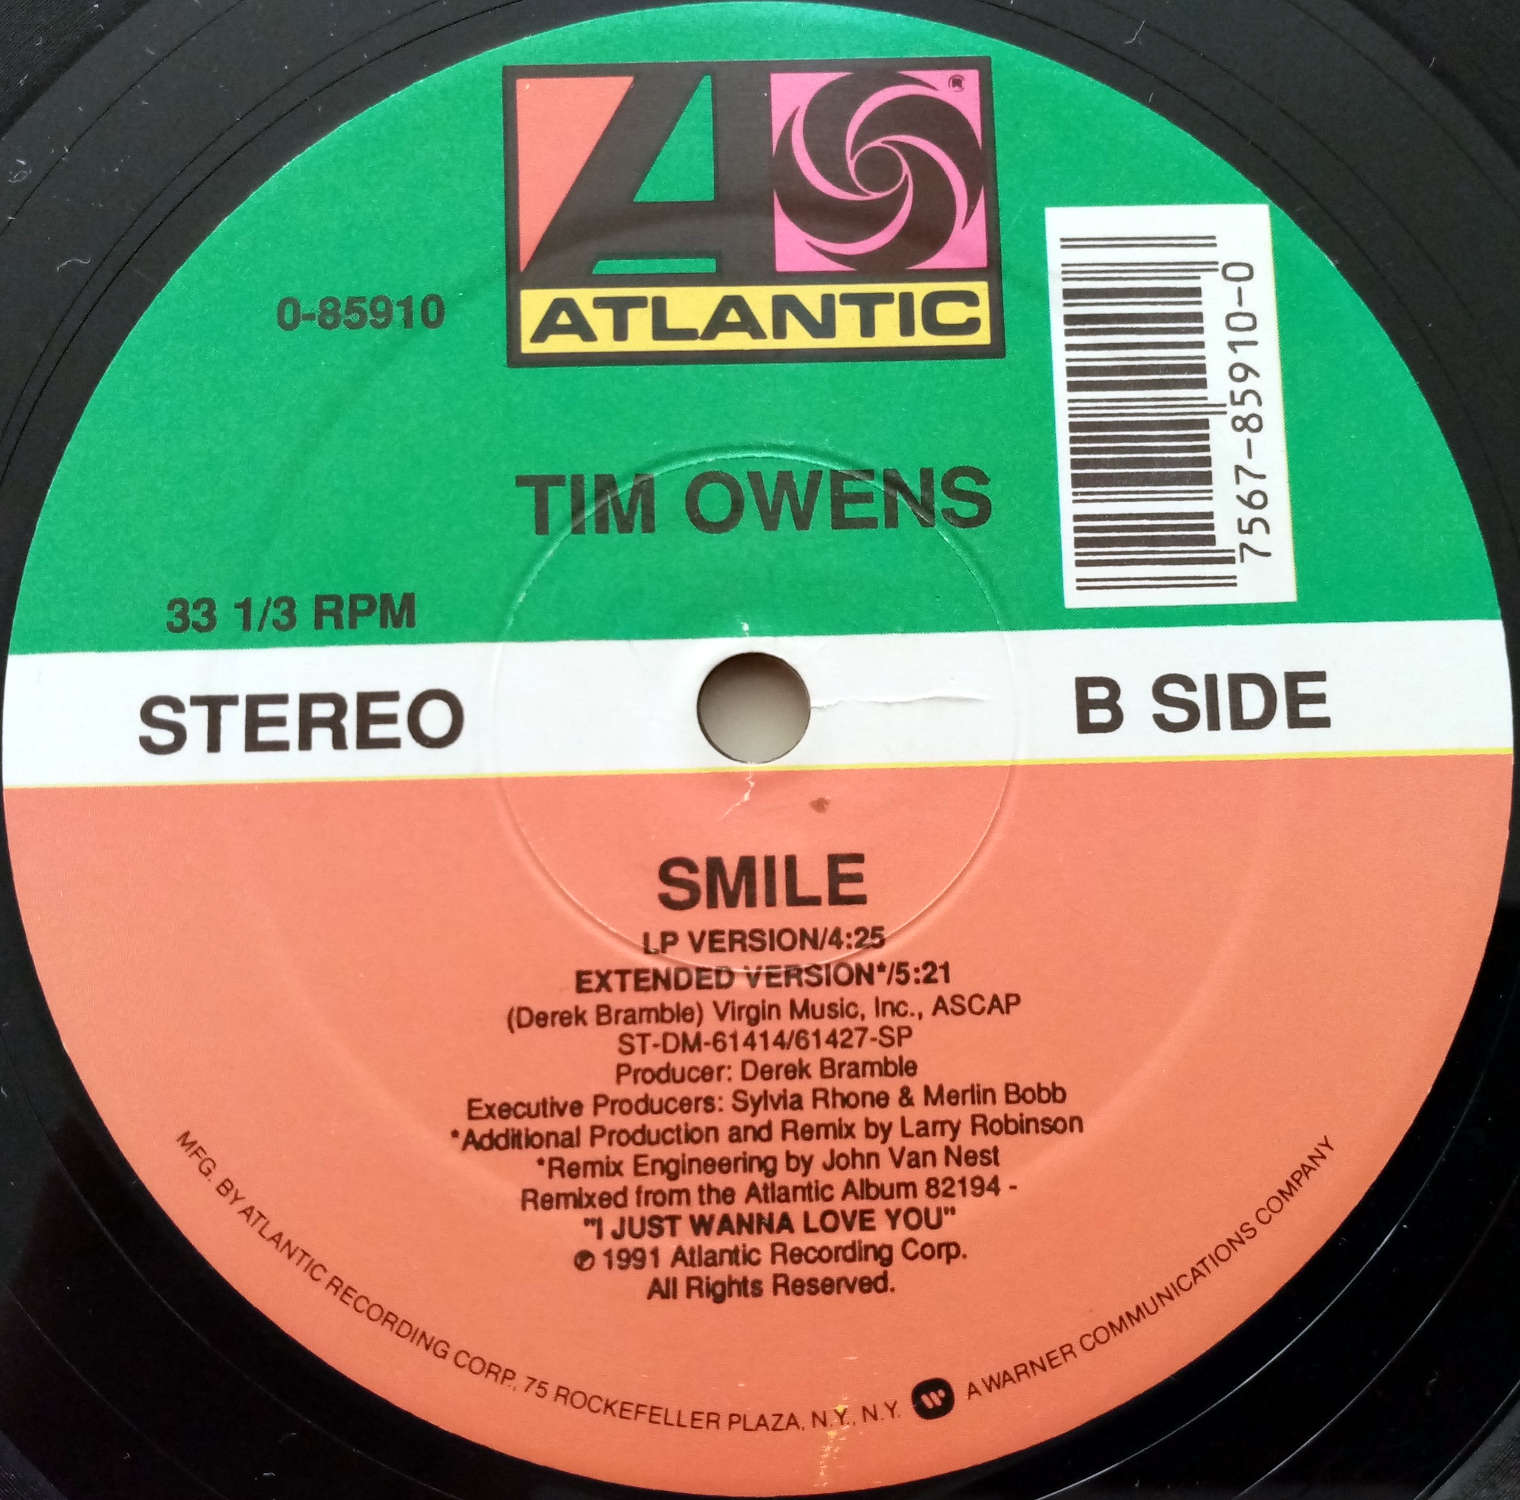 ®
ATLANTIC
0-85910
7567-85910-0
TIM OWENS
33 1/3 RPM
STEREO
B SIDE
SMILE
LP VERSION/4:25
EXTENDED VERSION*/5:21
(Derek Bramble) Virgin Music, Inc., ASCAP
ST-DM-61414/61427-SP
Producer: Derek Bramble
Executive Producers: Sylvia Rhone & Merlin Bobb
*Additional Production and Remix by Larry Robinson
*Remix Engineering by John Van Nest
Remixed from the Atlantic Album 82194 -
"I JUST WANNA LOVE YOU"
℗ 1991 Atlantic Recording Corp.
All Rights Reserved.
MFG. BY ATLANTIC RECORDING CORP., 75 ROCKEFELLER PLAZA, N.Y., N.Y. A WARNER COMMUNICATIONS COMPANY